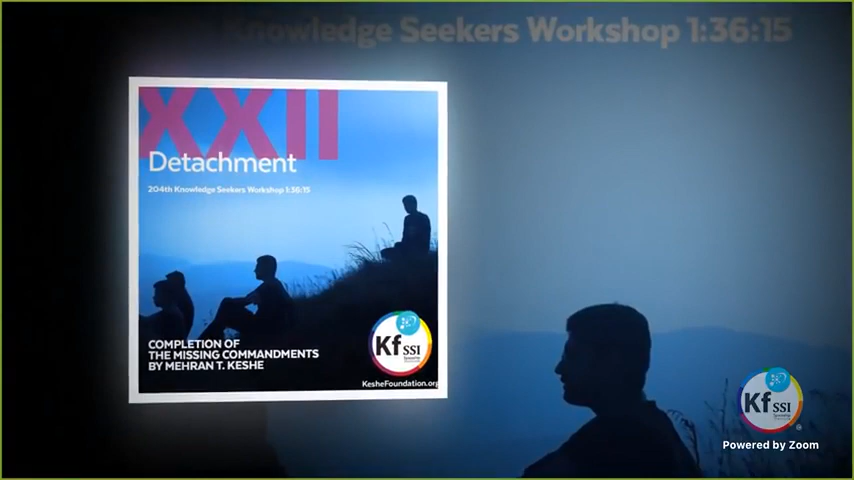 Knowledge Seekers Workshop 1:36:15
XXII
Detachment
204th Knowledge Seekers Workshop 1:36:15
COMPLETION OF
THE MISSING COMMANDMENTS
BY MEHRAN T. KESHE
Kf SSI
KesheFoundation.org
Kf SSI
Powered by Zoom